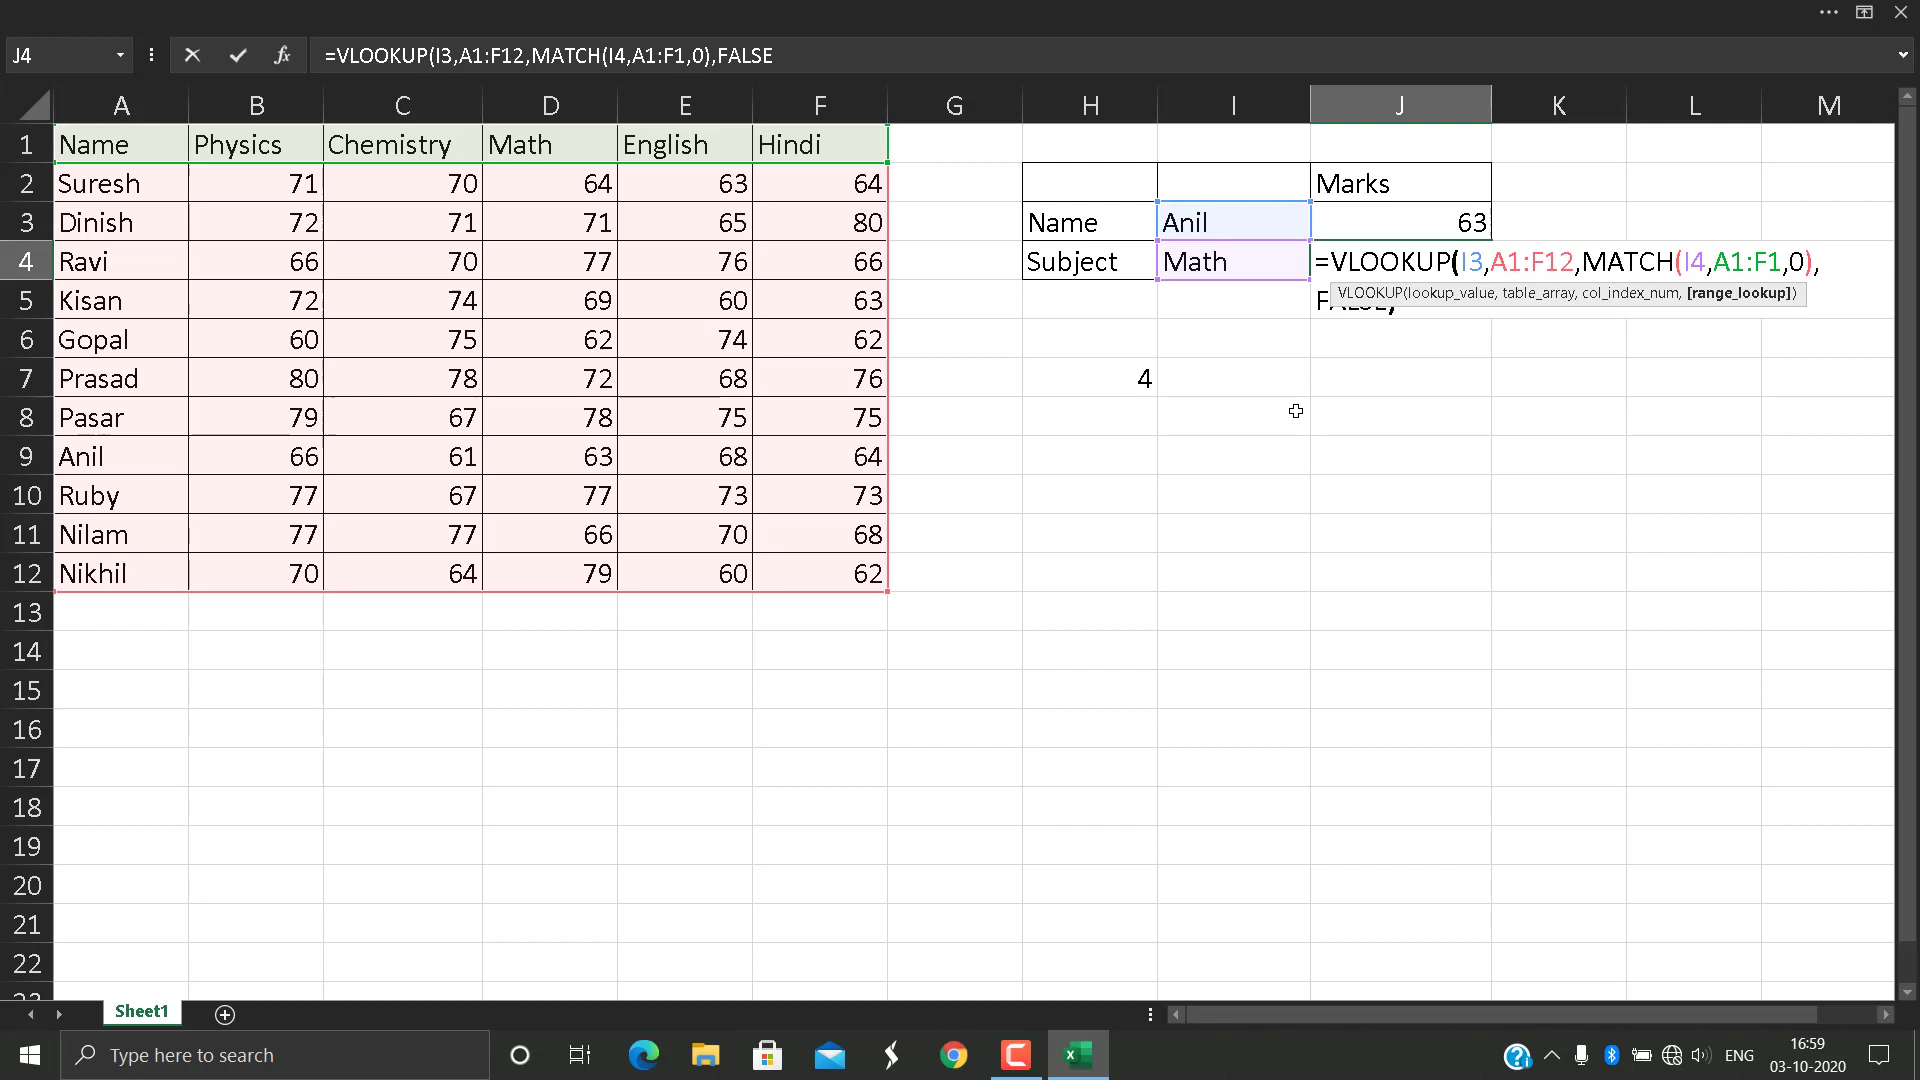 J4 fx =VLOOKUP(I3,A1:F12,MATCH(I4,A1:F1,0),FALSE
A B C D E F G H I J K L M
1 Name Physics Chemistry Math English Hindi
2 Suresh 71 70 64 63 64 Marks
3 Dinish 72 71 71 65 80 Name Anil 63
4 Ravi 66 70 77 76 66 Subject Math =VLOOKUP(I3,A1:F12,MATCH(I4,A1:F1,0),
VLOOKUP(lookup_value, table_array, col_index_num, [range_lookup])
5 Kisan 72 74 69 60 63 FALSE)
6 Gopal 60 75 62 74 62
7 Prasad 80 78 72 68 76 4
8 Pasar 79 67 78 75 75
9 Anil 66 61 63 68 64
10 Ruby 77 67 77 73 73
11 Nilam 77 77 66 70 68
12 Nikhil 70 64 79 60 62
13
14
15
16
17
18
19
20
21
22
23
Sheet1
Type here to search ENG 16:59
03-10-2020